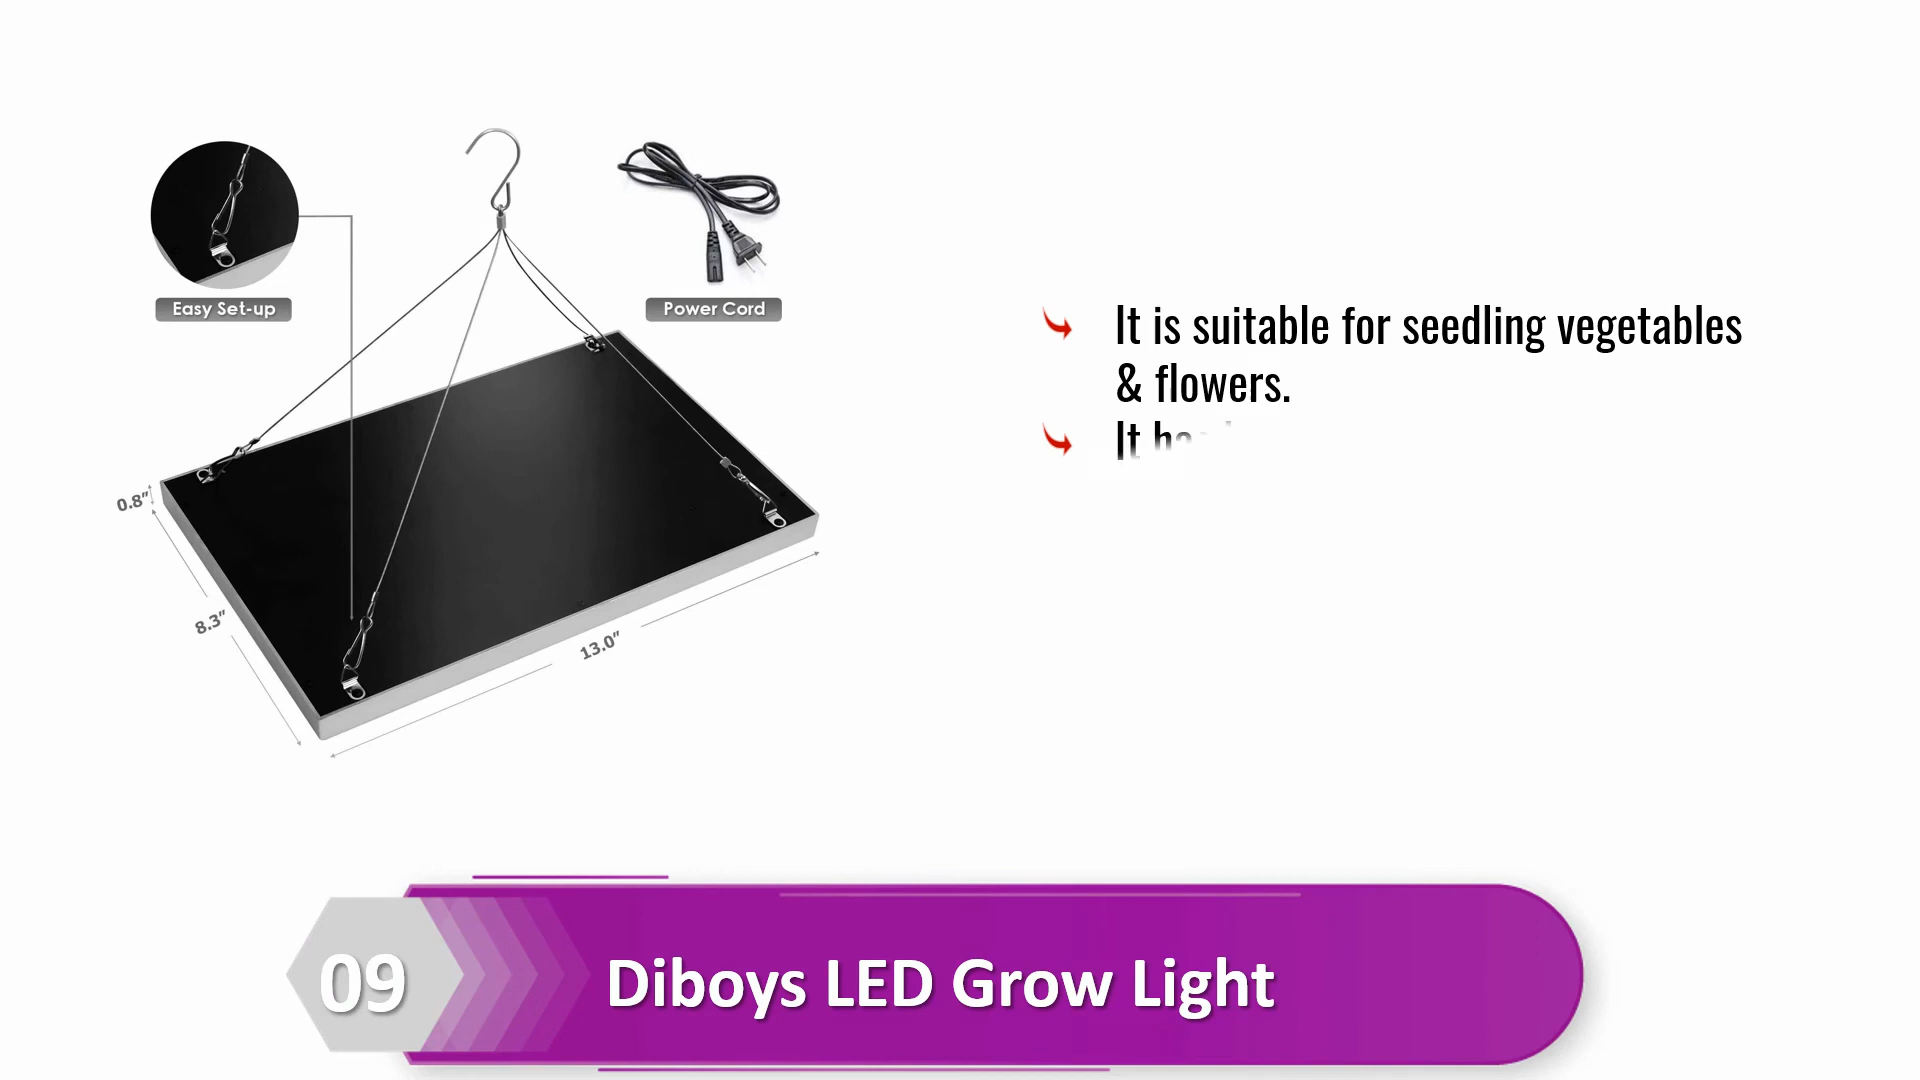 Easy Set-up
Power Cord
0.8"
8.3"
13.0"
It is suitable for seedling vegetables
& flowers.
It
09
Diboys LED Grow Light